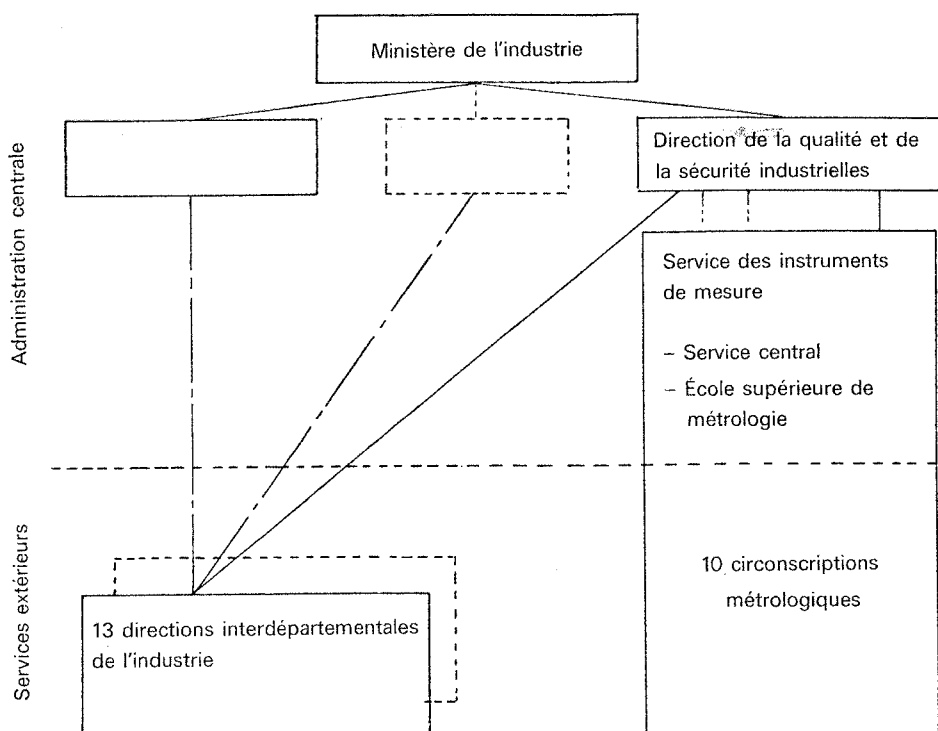 Ministère de l'industrie
Direction de la qualité et de
la sécurité industrielles
Administration centrale
Service des instruments
de mesure
– Service central
– École supérieure de
métrologie
Services extérieurs
13 directions interdépartementales
de l'industrie
10 circonscriptions
métrologiques